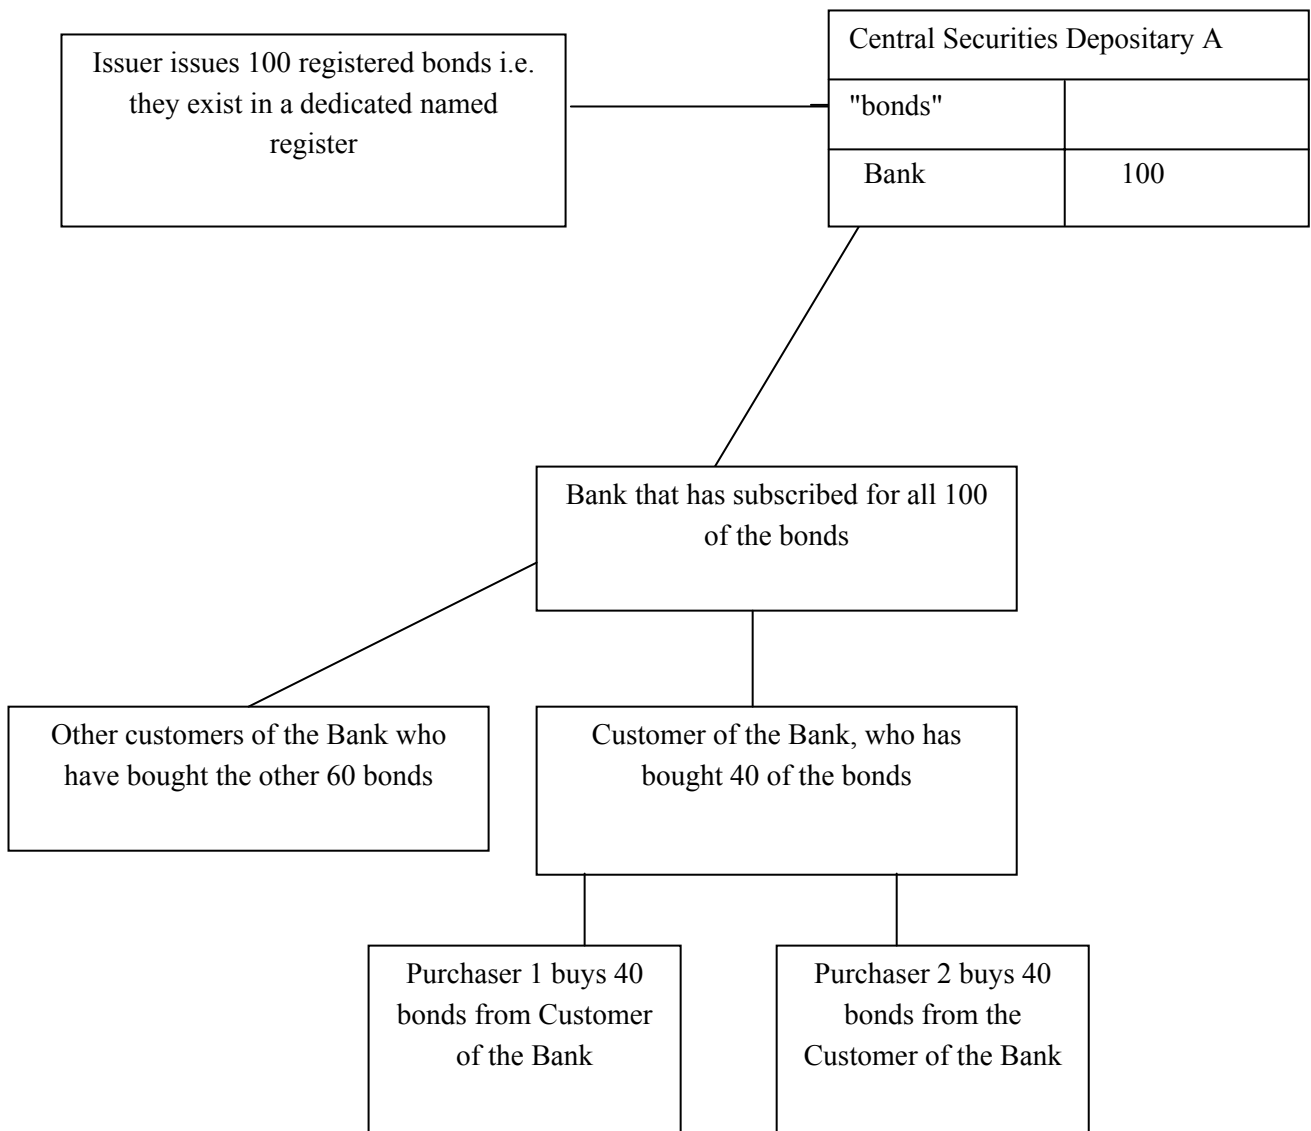 Issuer issues 100 registered bonds i.e.
they exist in a dedicated named
register
Central Securities Depositary A
"bonds"
Bank 100
Bank that has subscribed for all 100
of the bonds
Other customers of the Bank who
have bought the other 60 bonds
Customer of the Bank, who has
bought 40 of the bonds
Purchaser 1 buys 40
bonds from Customer
of the Bank
Purchaser 2 buys 40
bonds from the
Customer of the Bank